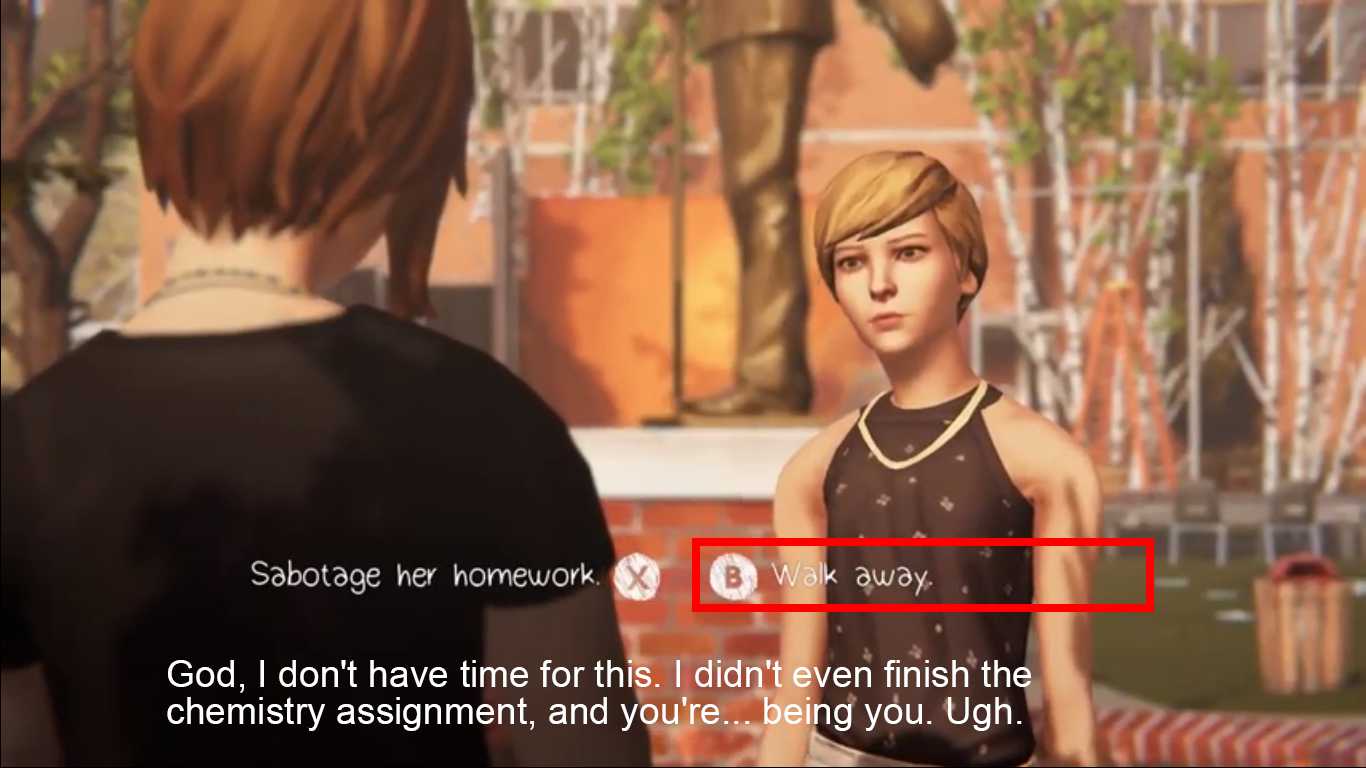 Sabotage her homework. X B Walk away.
God, I don't have time for this. I didn't even finish the
chemistry assignment, and you're... being you. Ugh.